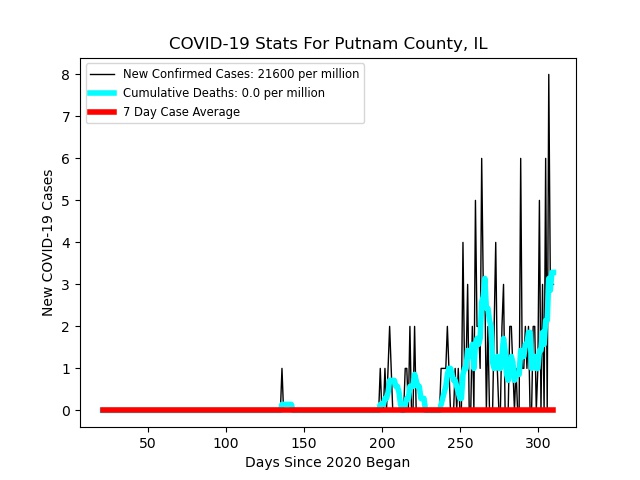 COVID-19 Stats For Putnam County, IL
New Confirmed Cases: 21600 per million
Cumulative Deaths: 0.0 per million
7 Day Case Average
New COVID-19 Cases
8
7
6
5
4
3
2
1
0
50 100 150 200 250 300
Days Since 2020 Began